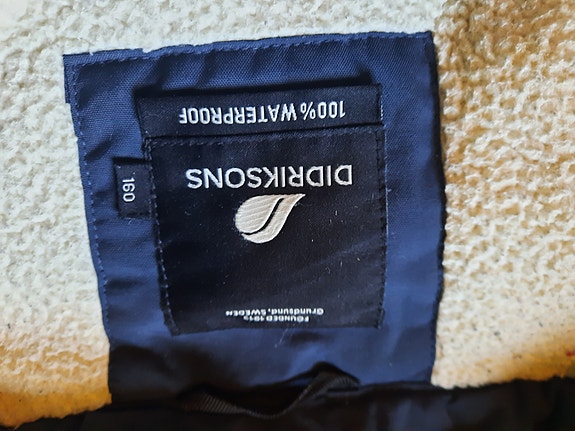 FOUNDED 1913
Grundsund, SWEDEN
DIDRIKSONS
100% WATERPROOF
160